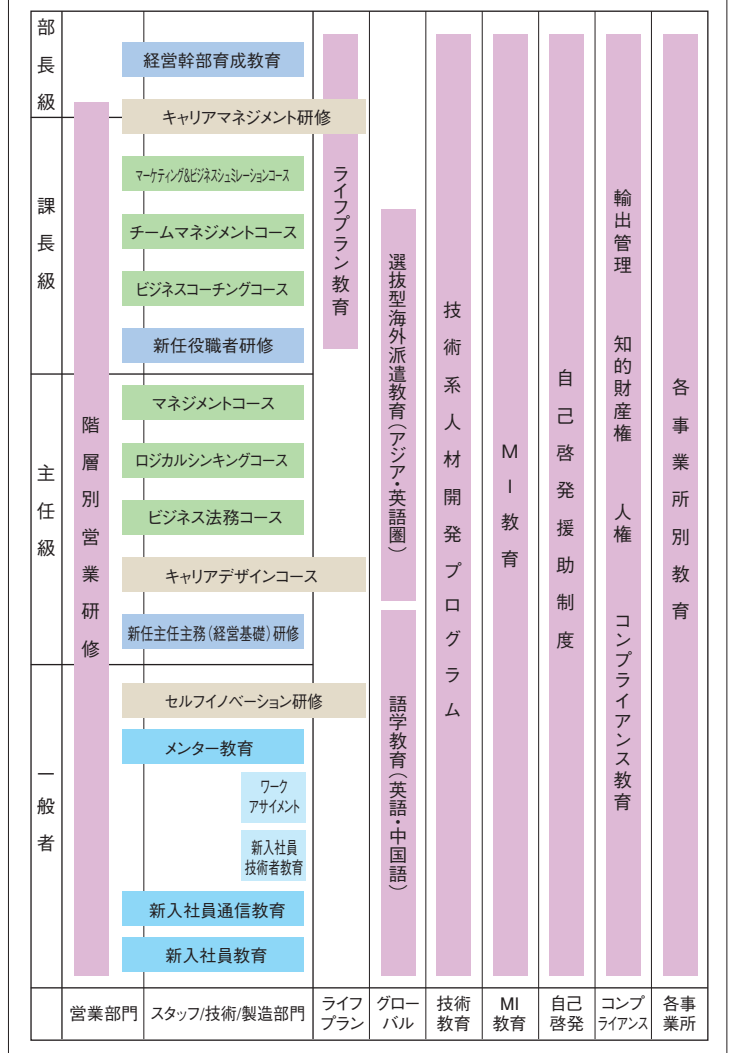 部長級
課長級
主任級
一般者
階層別営業研修
経営幹部育成教育
キャリアマネジメント研修
マーケティング&ビジネスシュミレーションコース
チームマネジメントコース
ビジネスコーチングコース
新任役職者研修
マネジメントコース
ロジカルシンキングコース
ビジネス法務コース
キャリアデザインコース
新任主任主務(経営基礎)研修
セルフイノベーション研修
メンター教育
ワーク
アサイメント
新入社員
技術者教育
新入社員通信教育
新入社員教育
ライフプラン教育
選抜型海外派遣教育(アジア・英語圏)
語学教育(英語・中国語)
技術系人材開発プログラム
MI教育
自己啓発援助制度
輸出管理 知的財産権 人権 コンプライアンス教育
各事業所別教育
営業部門
スタッフ/技術/製造部門
ライフ
プラン
グロー
バル
技術
教育
MI
教育
自己
啓発
コンプ
ライアンス
各事
業所